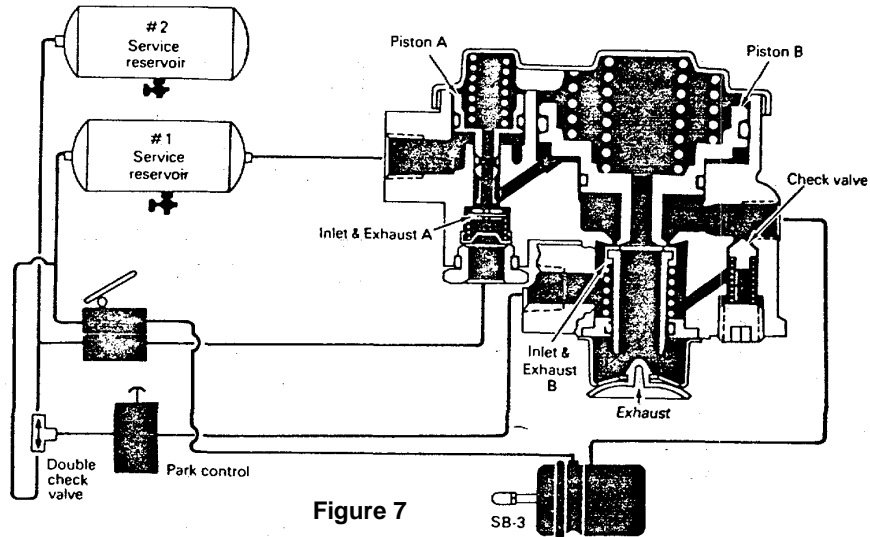 #2
Service
reservoir
#1
Service
reservoir
Piston A
Piston B
Check valve
Inlet & Exhaust A
Inlet &
Exhaust
B
Exhaust
Double
check
valve
Park control
SB-3
Figure 7